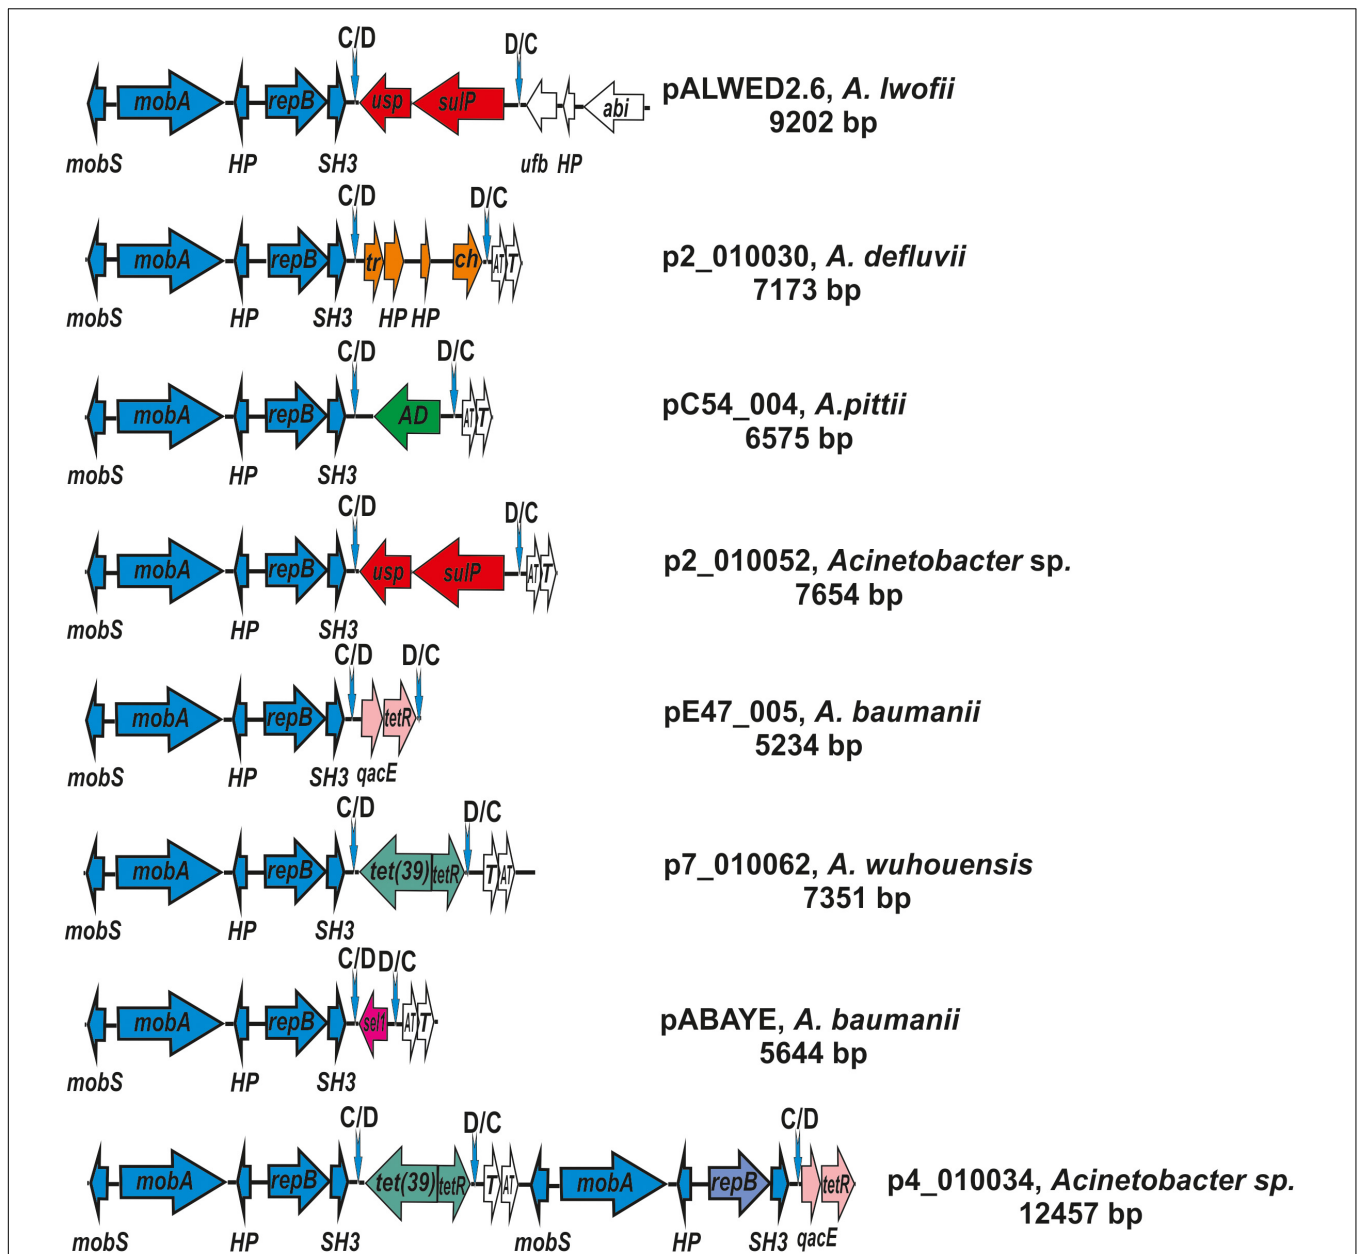 C/D D/C
mobA repB usp sulP abi
pALWED2.6, A. lwofii
9202 bp
mobS HP SH3 ufb HP
C/D D/C
mobA repB tr ch AT T
p2_010030, A. defluvii
7173 bp
mobS HP SH3 HP HP
C/D D/C
mobA repB AD AT T
pC54_004, A.pittii
6575 bp
mobS HP SH3
C/D D/C
mobA repB usp sulP AT T
p2_010052, Acinetobacter sp.
7654 bp
mobS HP SH3
C/D D/C
mobA repB tetR
pE47_005, A. baumanii
5234 bp
mobS HP SH3 qacE
C/D D/C
mobA repB tet(39) tetR T AT
p7_010062, A. wuhouensis
7351 bp
mobS HP SH3
C/D D/C
mobA repB sel1 AT T
pABAYE, A. baumanii
5644 bp
mobS HP SH3
C/D D/C C/D
mobA repB tet(39) tetR T AT mobA repB tetR
p4_010034, Acinetobacter sp.
12457 bp
mobS HP SH3 mobS HP SH3 qacE